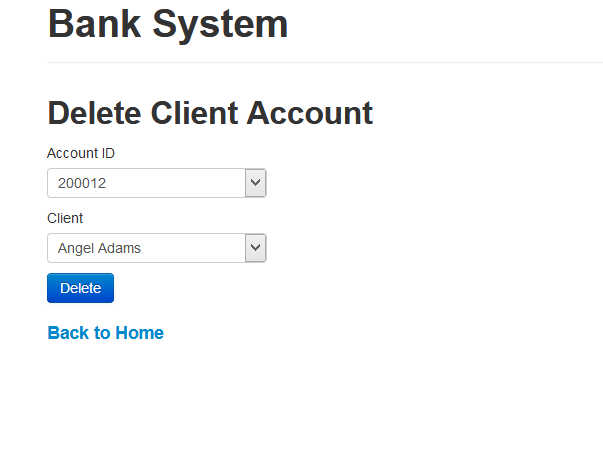 Bank System
Delete Client Account
Account ID
200012
Client
Angel Adams
Delete
Back to Home